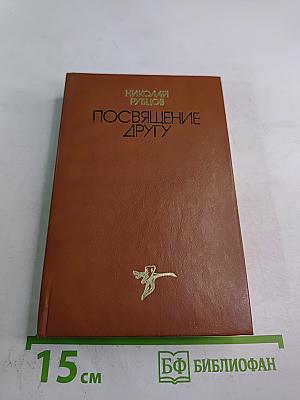 НИКОЛАЙ
РУБЦОВ
ПОСВЯЩЕНИЕ
ДРУГУ
15 см
БФ БИБЛИОФАН